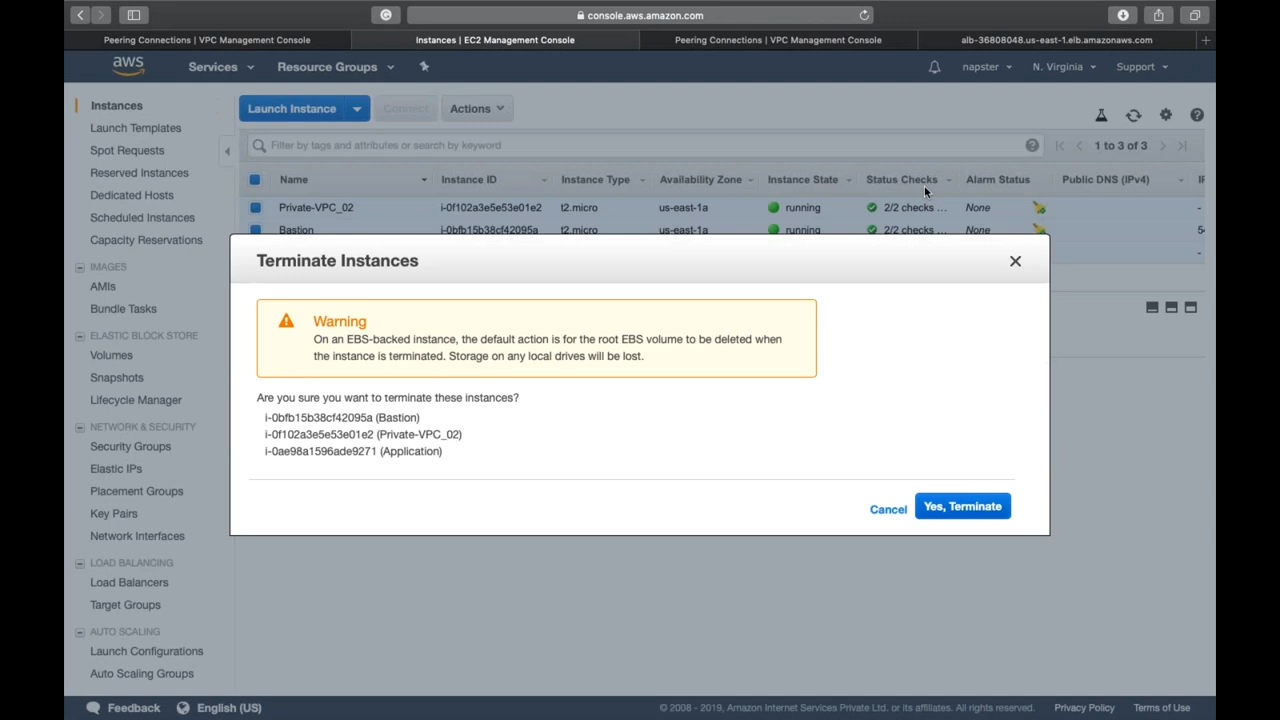 console.aws.amazon.com
Peering Connections | VPC Management Console
Instances | EC2 Management Console
Peering Connections | VPC Management Console
alb-36808048.us-east-1.elb.amazonaws.com
aws
Services
Resource Groups
napster
N. Virginia
Support
Instances
Launch Templates
Spot Requests
Reserved Instances
Dedicated Hosts
Scheduled Instances
Capacity Reservations
IMAGES
AMIs
Bundle Tasks
ELASTIC BLOCK STORE
Volumes
Snapshots
Lifecycle Manager
NETWORK & SECURITY
Security Groups
Elastic IPs
Placement Groups
Key Pairs
Network Interfaces
LOAD BALANCING
Load Balancers
Target Groups
AUTO SCALING
Launch Configurations
Auto Scaling Groups
Launch Instance
Connect
Actions
Filter by tags and attributes or search by keyword
1 to 3 of 3
Name Instance ID Instance Type Availability Zone Instance State Status Checks Alarm Status Public DNS (IPv4)
Private-VPC_02 i-0f102a3e5e53e01e2 t2.micro us-east-1a running 2/2 checks ... None -
Bastion i-0bfb15b38cf42095a t2.micro us-east-1a running 2/2 checks ... None
Terminate Instances
Warning
On an EBS-backed instance, the default action is for the root EBS volume to be deleted when
the instance is terminated. Storage on any local drives will be lost.
Are you sure you want to terminate these instances?
i-0bfb15b38cf42095a (Bastion)
i-0f102a3e5e53e01e2 (Private-VPC_02)
i-0ae98a1596ade9271 (Application)
Cancel
Yes, Terminate
Feedback
English (US)
© 2008 - 2019, Amazon Internet Services Private Ltd. or its affiliates. All rights reserved.
Privacy Policy
Terms of Use